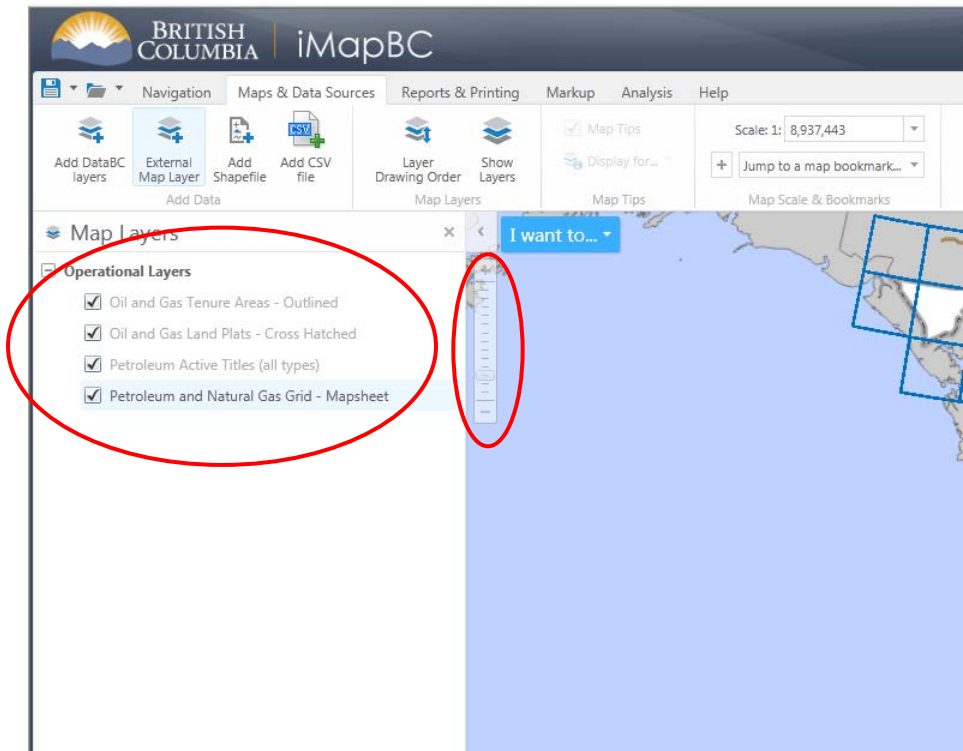 BRITISH
COLUMBIA
iMapBC
Navigation Maps & Data Sources Reports & Printing Markup Analysis Help
Add DataBC
layers
External
Map Layer
Add
Shapefile
CSV
Add CSV
file
Layer
Drawing Order
Show
Layers
Map Tips
Display for...
Scale: 1: 8,937,443
Jump to a map bookmark...
Add Data Map Layers Map Tips Map Scale & Bookmarks
Map Layers
I want to...
Operational Layers
Oil and Gas Tenure Areas - Outlined
Oil and Gas Land Plats - Cross Hatched
Petroleum Active Titles (all types)
Petroleum and Natural Gas Grid - Mapsheet